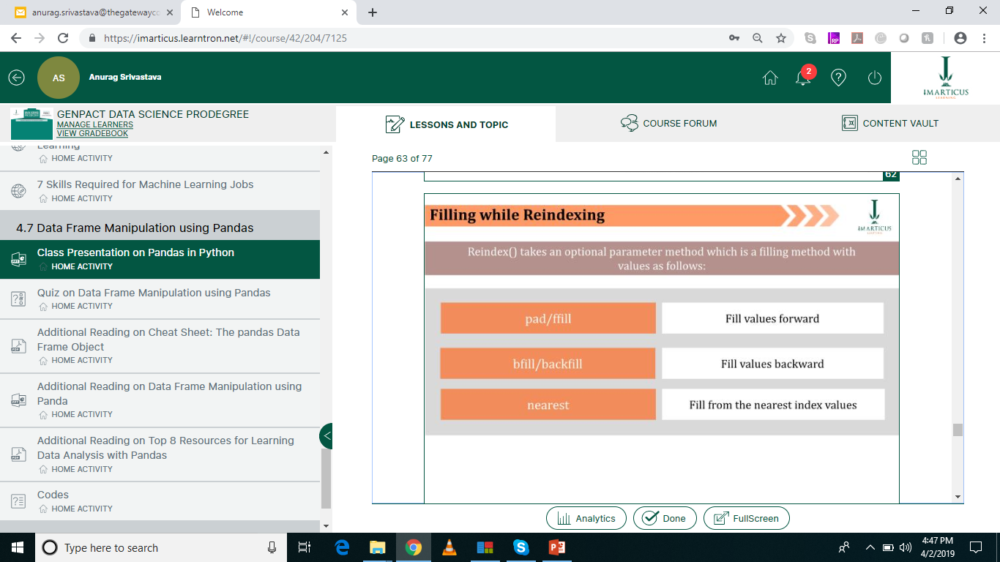 anurag.srivastava@thegatewayco
Welcome
https://imarticus.learntron.net/#!/course/42/204/7125
AS
Anurag Srivastava
2
IMARTICUS
LEARNING
GENPACT DATA SCIENCE PRODEGREE
MANAGE LEARNERS
VIEW GRADEBOOK
LESSONS AND TOPIC
COURSE FORUM
CONTENT VAULT
Learning
HOME ACTIVITY
7 Skills Required for Machine Learning Jobs
HOME ACTIVITY
4.7 Data Frame Manipulation using Pandas
Class Presentation on Pandas in Python
HOME ACTIVITY
Quiz on Data Frame Manipulation using Pandas
HOME ACTIVITY
Additional Reading on Cheat Sheet: The pandas Data
Frame Object
HOME ACTIVITY
Additional Reading on Data Frame Manipulation using
Panda
HOME ACTIVITY
Additional Reading on Top 8 Resources for Learning
Data Analysis with Pandas
HOME ACTIVITY
Codes
HOME ACTIVITY
Page 63 of 77
62
Filling while Reindexing
IMARTICUS
LEARNING
Reindex() takes an optional parameter method which is a filling method with
values as follows:
pad/ffill
Fill values forward
bfill/backfill
Fill values backward
nearest
Fill from the nearest index values
Analytics
Done
FullScreen
Type here to search
4:47 PM
4/2/2019